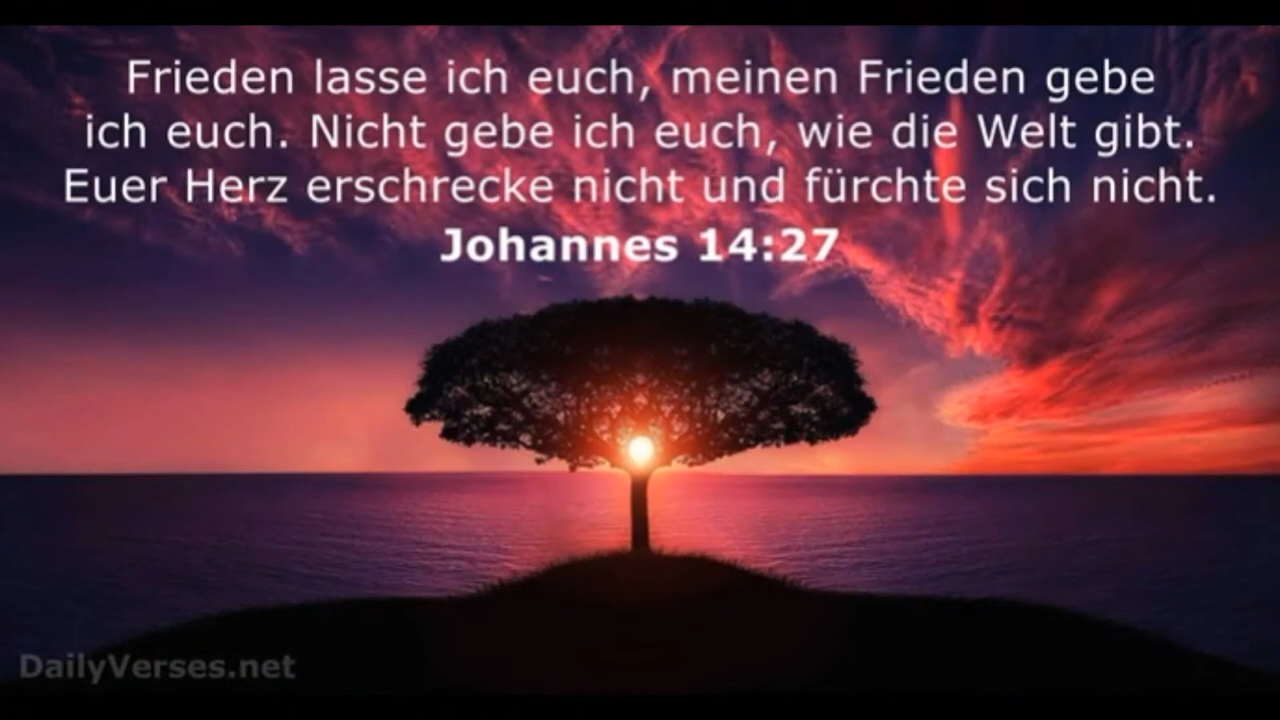 Frieden lasse ich euch, meinen Frieden gebe
ich euch. Nicht gebe ich euch, wie die Welt gibt.
Euer Herz erschrecke nicht und fürchte sich nicht.
Johannes 14:27
DailyVerses.net